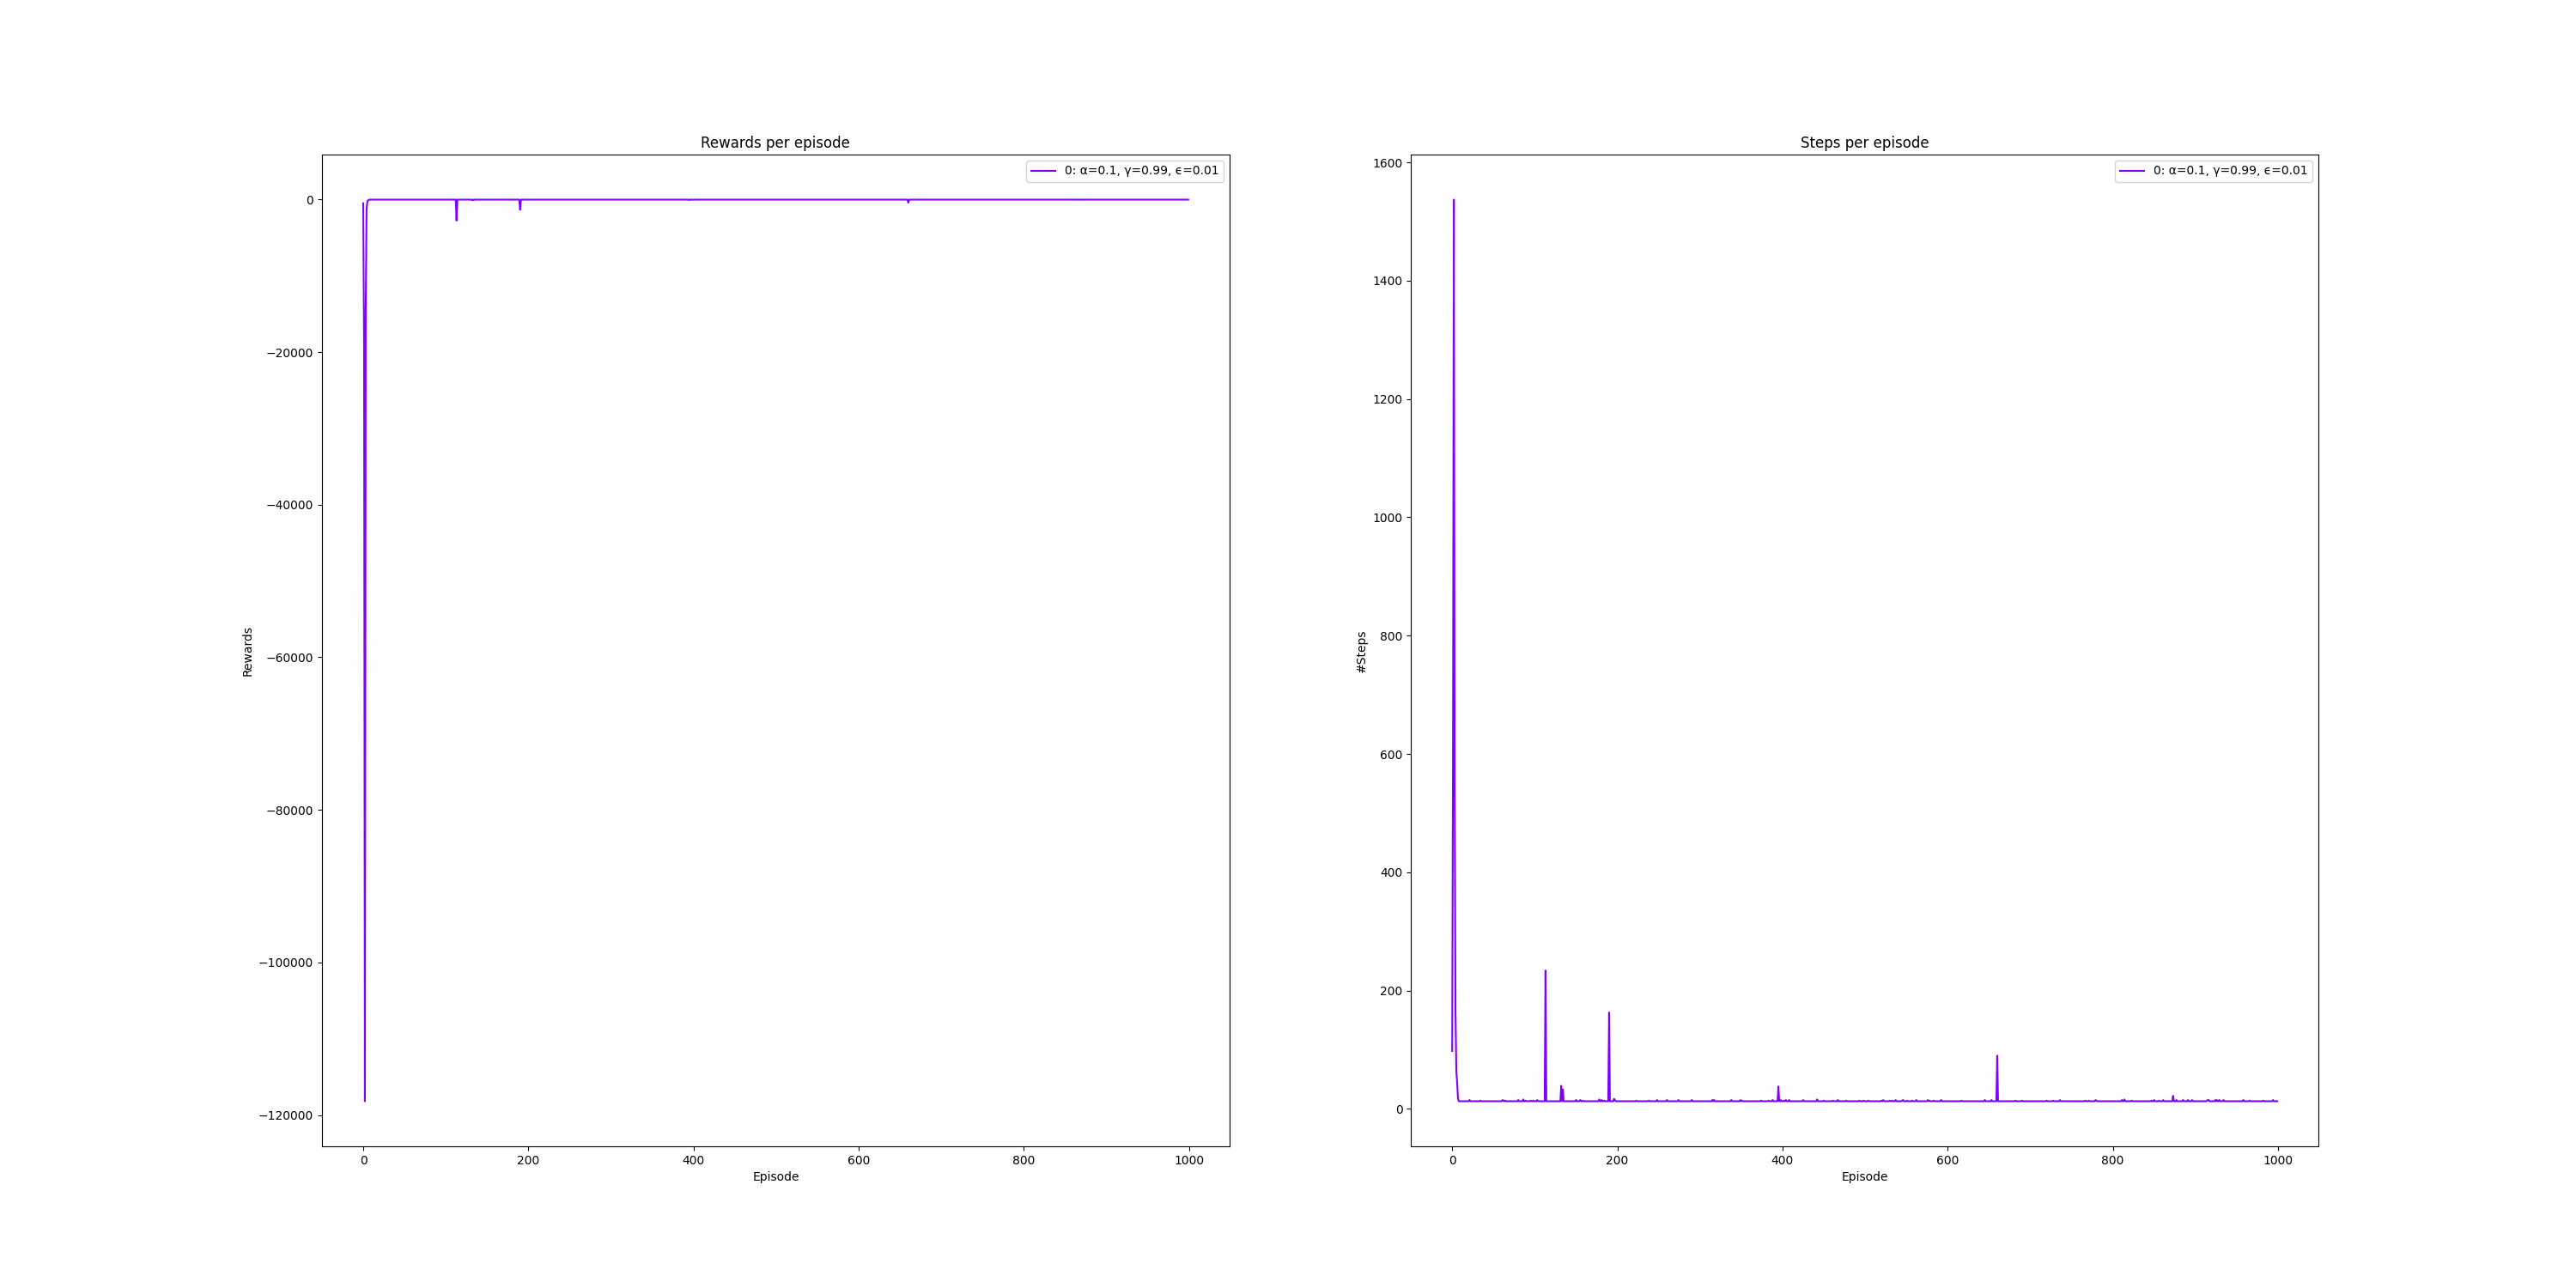 Rewards per episode
0: α=0.1, γ=0.99, ϵ=0.01
0
−20000
−40000
−60000
−80000
−100000
−120000
Rewards
0 200 400 600 800 1000
Episode
Steps per episode
0: α=0.1, γ=0.99, ϵ=0.01
1600
1400
1200
1000
800
600
400
200
0
#Steps
0 200 400 600 800 1000
Episode